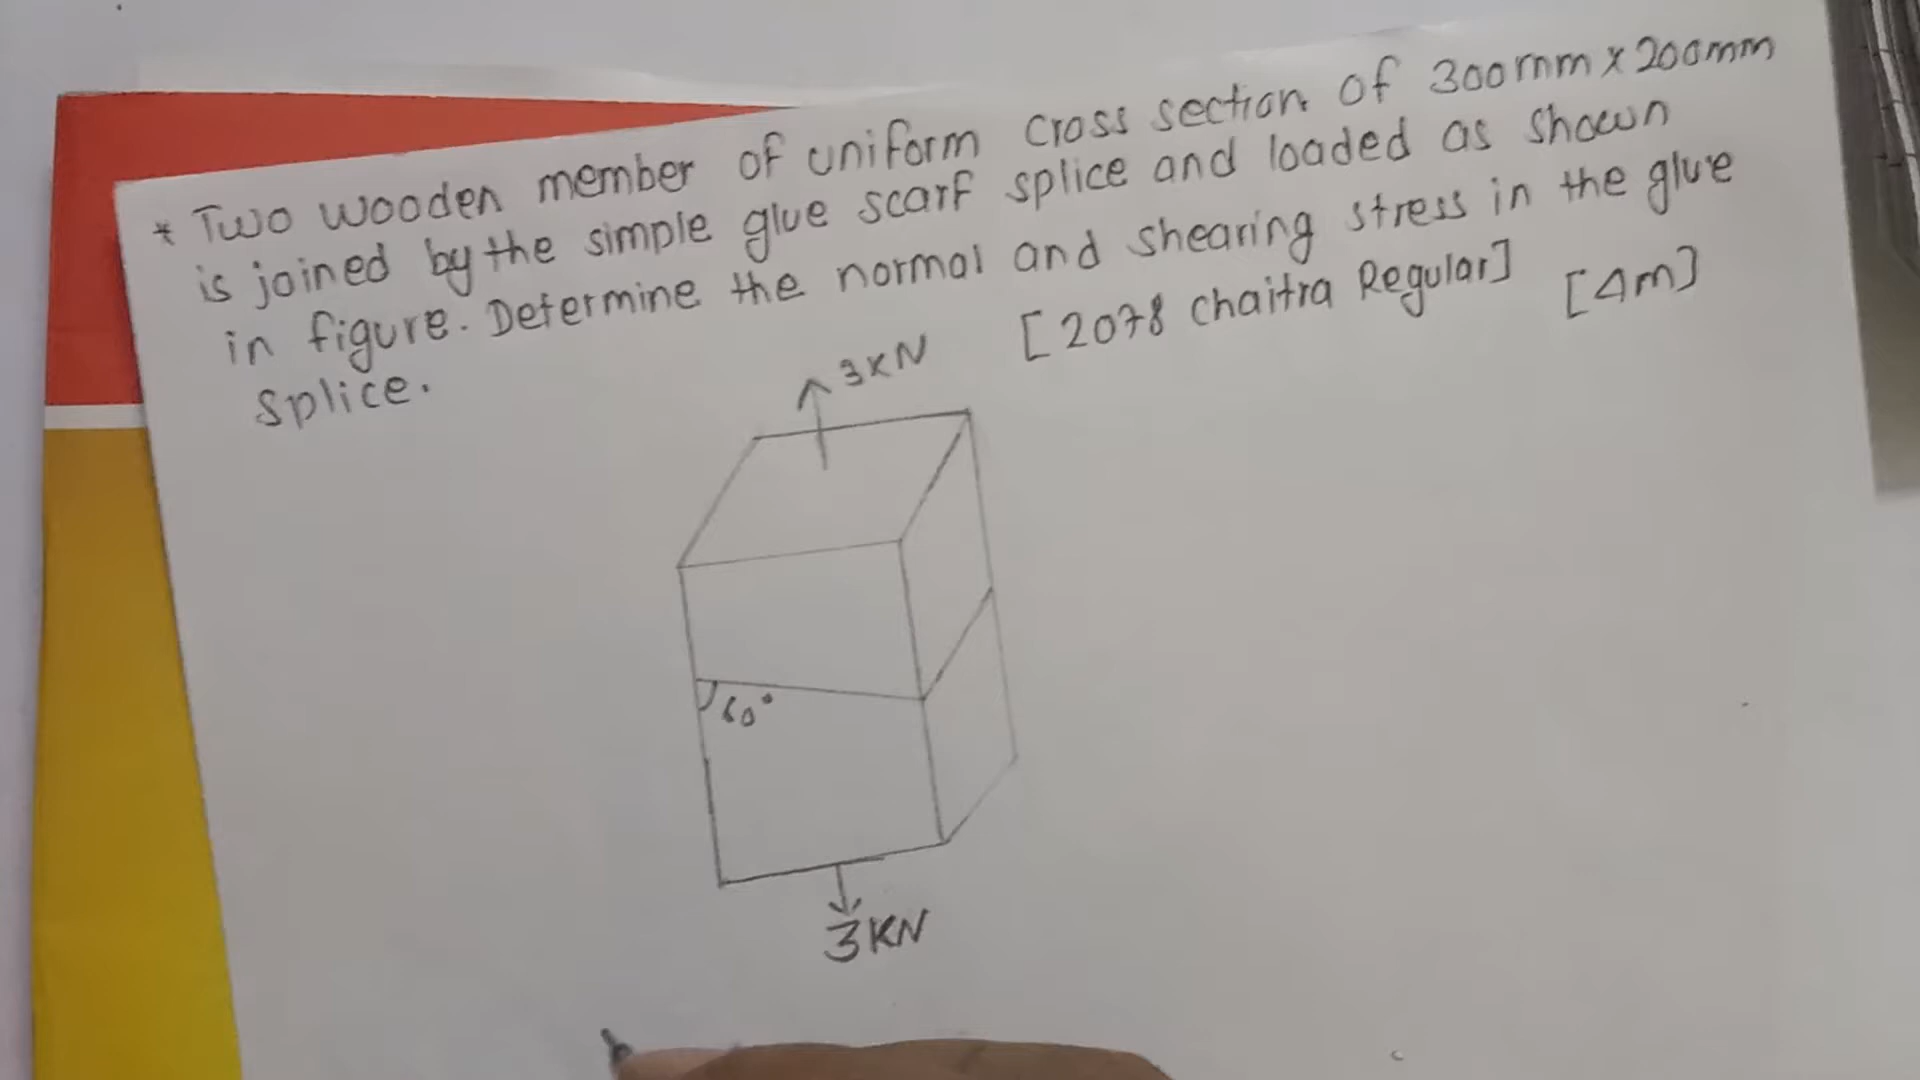 * Two wooden member of uniform cross section of 300mm x 200mm
is joined by the simple glue scarf splice and loaded as shown
in figure. Determine the normal and shearing stress in the glue
splice. [2078 chaitra Regular] [4m]
3KN
60°
3KN